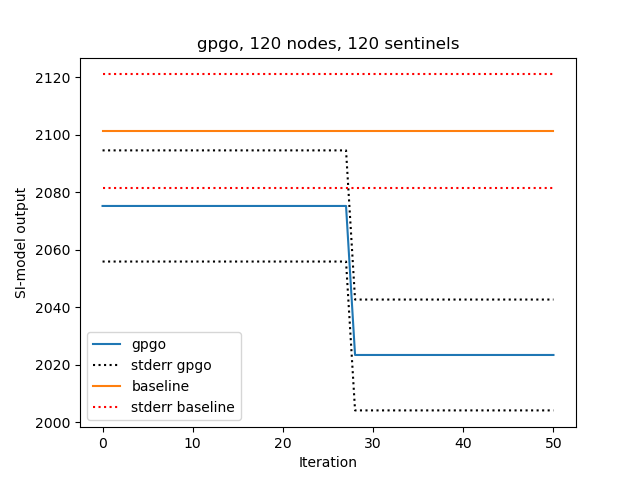 gpgo, 120 nodes, 120 sentinels
SI-model output
2120
2100
2080
2060
2040
2020
2000
gpgo
stderr gpgo
baseline
stderr baseline
0 10 20 30 40 50
Iteration